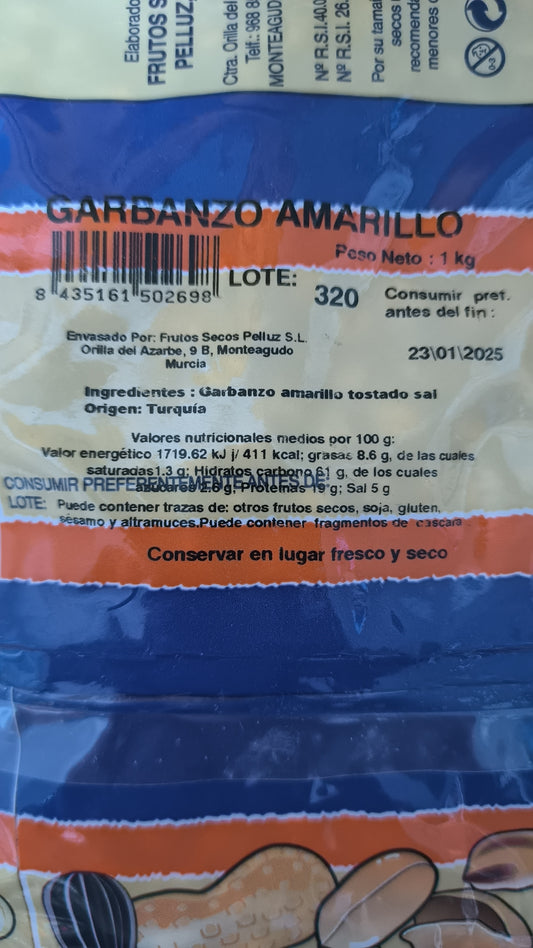 Elaborado
FRUTOS S
PELLUZ,
Ctra. Orilla del
Telf.: 968 8
MONTEAGUD
Nº R.S.I. 40.0
Nº R.S.I. 26.
Por su tamañ
secos
recomenda
menores d
GARBANZO AMARILLO
Peso Neto : 1 kg
8 435161 502698
LOTE:
320
Consumir pref.
antes del fin :
23\01\2025
Envasado Por: Frutos Secos Pelluz S.L.
Orilla del Azarbe, 9 B, Monteagudo
Murcia
Ingredientes : Garbanzo amarillo tostado sal
Origen: Turquía
Valores nutricionales medios por 100 g:
Valor energético 1719.62 kJ j/ 411 kcal; grasas 8.6 g, de las cuales
saturadas1.3 g; Hidratos carbono 61 g, de los cuales
azúcares 2.6 g; Proteínas 19 g; Sal 5 g
CONSUMIR PREFERENTEMENTE ANTES DE:
LOTE:
Puede contener trazas de: otros frutos secos, soja, gluten,
sésamo y altramuces.Puede contener fragmentos de cascara
Conservar en lugar fresco y seco